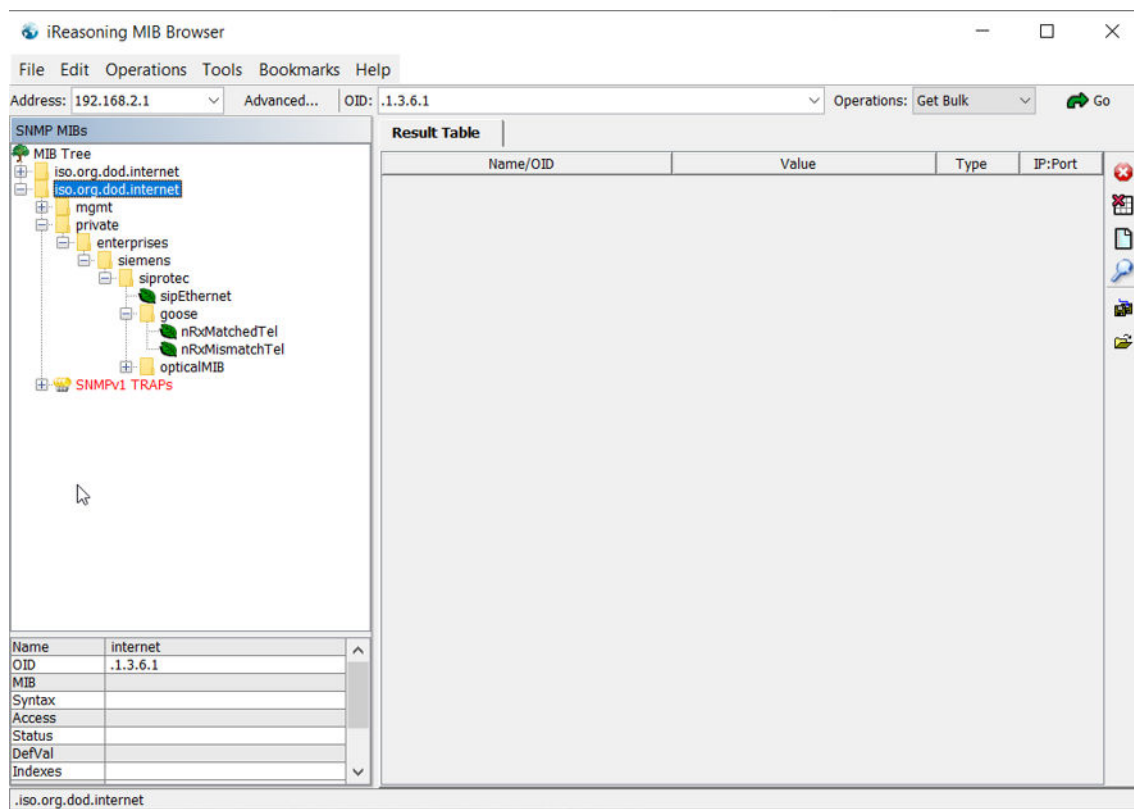 iReasoning MIB Browser
File Edit Operations Tools Bookmarks Help
Address: 192.168.2.1 Advanced... OID: .1.3.6.1 Operations: Get Bulk Go
SNMP MIBs
MIB Tree
iso.org.dod.internet
iso.org.dod.internet
mgmt
private
enterprises
siemens
siprotec
sipEthernet
goose
nRxMatchedTel
nRxMismatchTel
opticalMIB
SNMPv1 TRAPs
Result Table
Name/OID Value Type IP:Port
Name internet
OID .1.3.6.1
MIB
Syntax
Access
Status
DefVal
Indexes
.iso.org.dod.internet